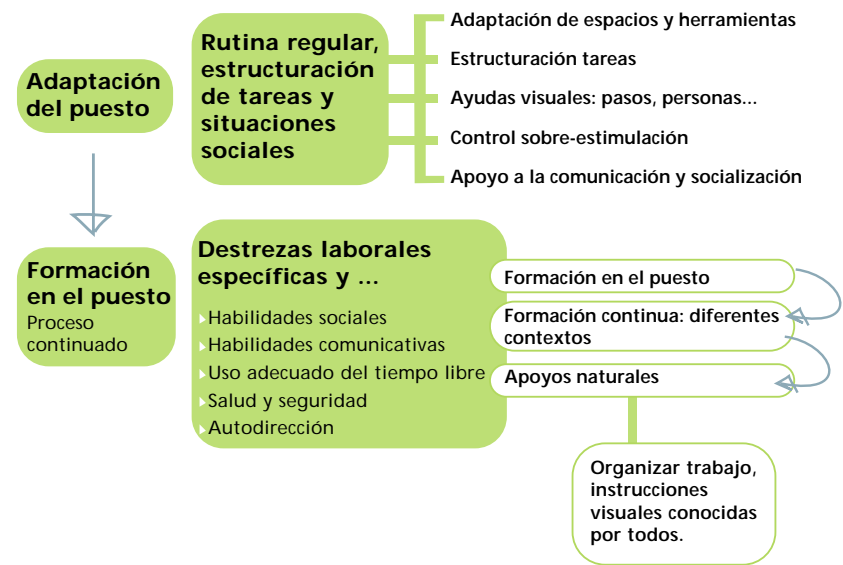 Adaptación
del puesto
Rutina regular,
estructuración
de tareas y
situaciones
sociales
Adaptación de espacios y herramientas
Estructuración tareas
Ayudas visuales: pasos, personas...
Control sobre-estimulación
Apoyo a la comunicación y socialización
Formación
en el puesto
Proceso
continuado
Destrezas laborales
específicas y ...
Habilidades sociales
Habilidades comunicativas
Uso adecuado del tiempo libre
Salud y seguridad
Autodirección
Formación en el puesto
Formación continua: diferentes
contextos
Apoyos naturales
Organizar trabajo,
instrucciones
visuales conocidas
por todos.